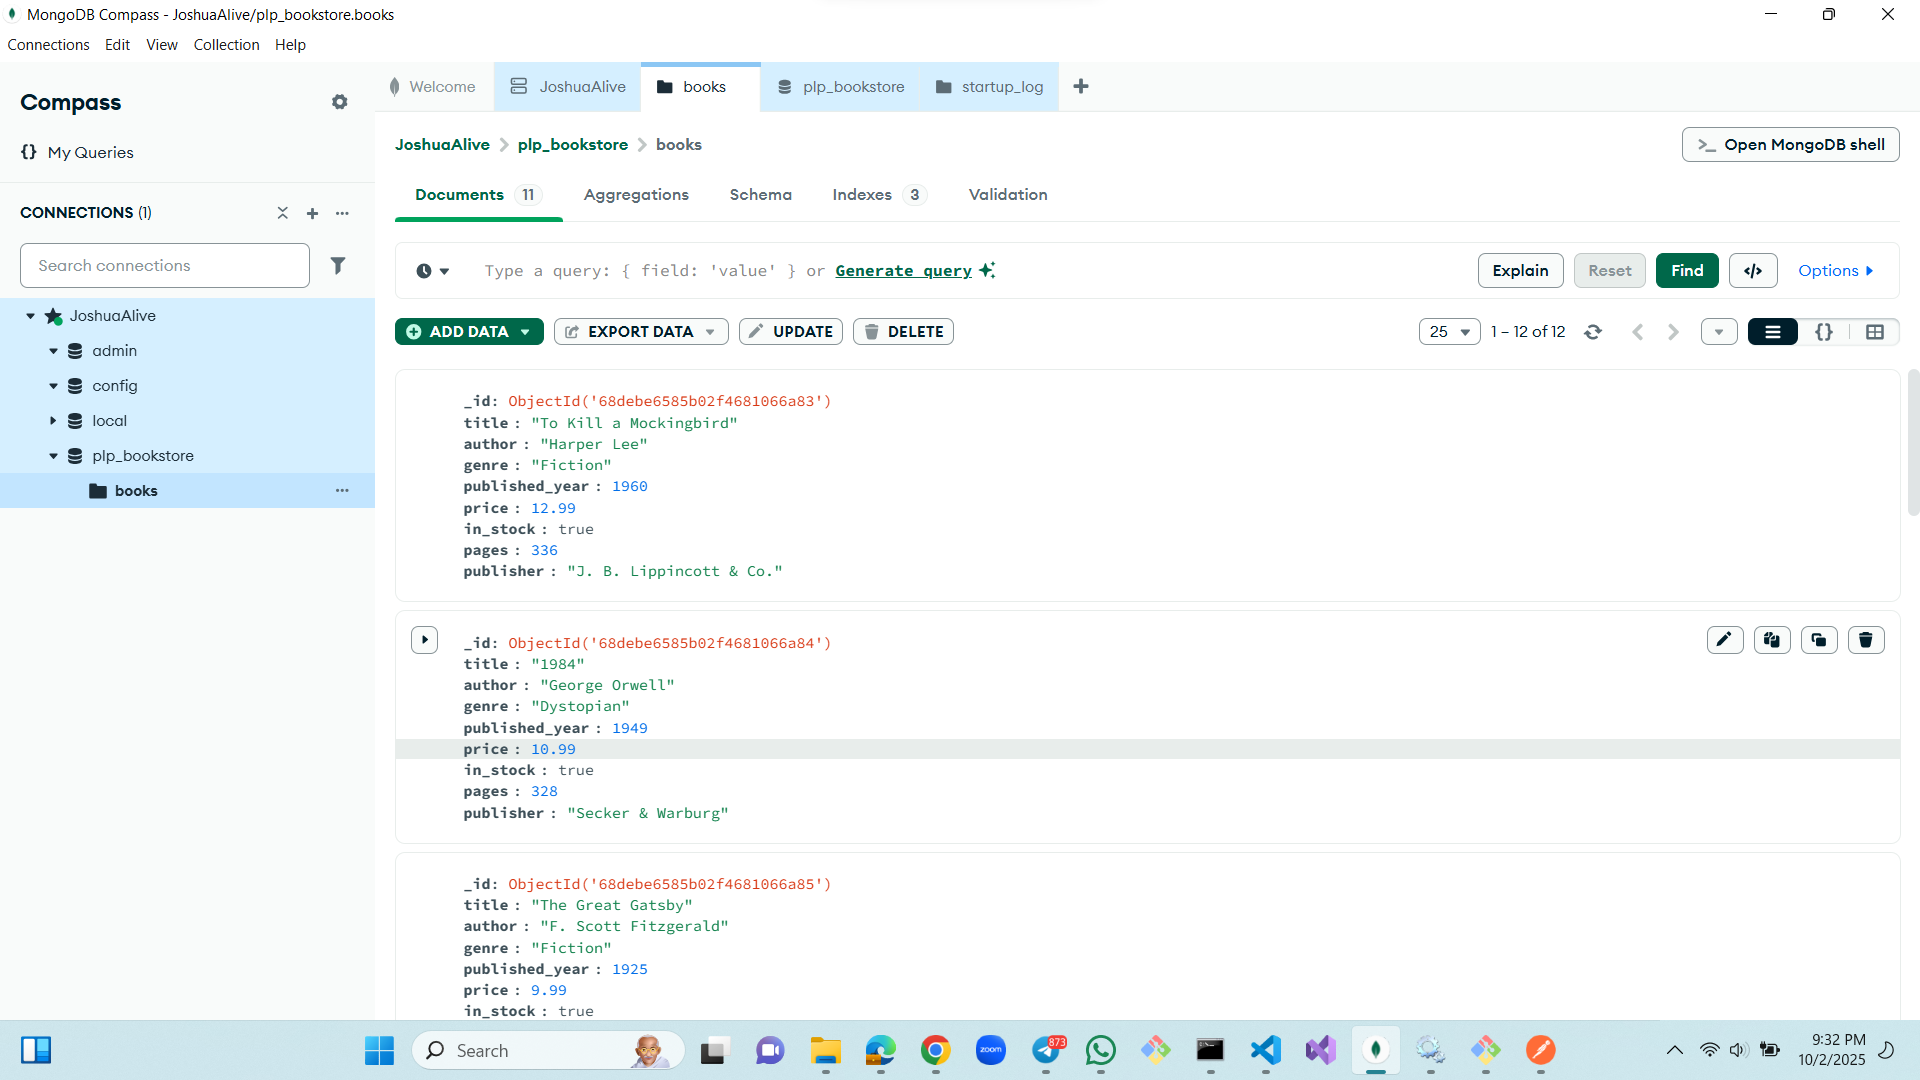 MongoDB Compass - JoshuaAlive/plp_bookstore.books
Connections Edit View Collection Help
Compass
My Queries
CONNECTIONS (1)
Search connections
JoshuaAlive
admin
config
local
plp_bookstore
books
Welcome JoshuaAlive books plp_bookstore startup_log
JoshuaAlive > plp_bookstore > books
Open MongoDB shell
Documents 11 Aggregations Schema Indexes 3 Validation
Type a query: { field: 'value' } or Generate query
Explain Reset Find </> Options
ADD DATA EXPORT DATA UPDATE DELETE
25 1 – 12 of 12
_id: ObjectId('68debe6585b02f4681066a83')
title : "To Kill a Mockingbird"
author : "Harper Lee"
genre : "Fiction"
published_year : 1960
price : 12.99
in_stock : true
pages : 336
publisher : "J. B. Lippincott & Co."
_id: ObjectId('68debe6585b02f4681066a84')
title : "1984"
author : "George Orwell"
genre : "Dystopian"
published_year : 1949
price : 10.99
in_stock : true
pages : 328
publisher : "Secker & Warburg"
_id: ObjectId('68debe6585b02f4681066a85')
title : "The Great Gatsby"
author : "F. Scott Fitzgerald"
genre : "Fiction"
published_year : 1925
price : 9.99
in_stock : true
Search
zoom
873
9:32 PM
10/2/2025